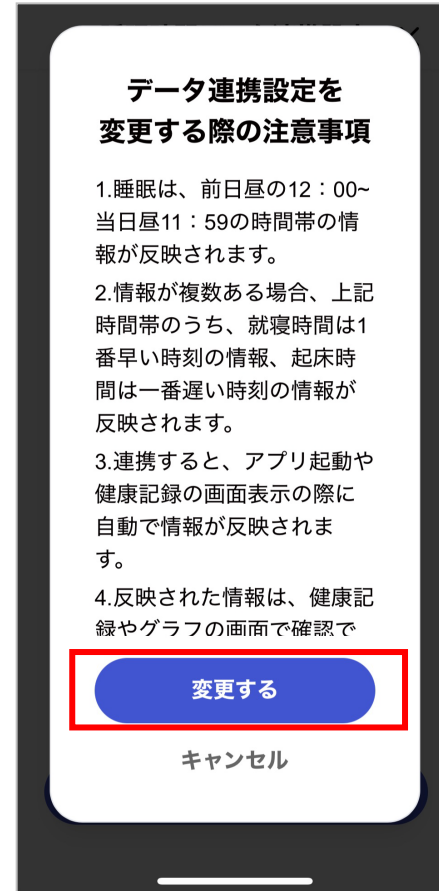 データ連携設定を
変更する際の注意事項
1.睡眠は、前日昼の12：00~
当日昼11：59の時間帯の情
報が反映されます。
2.情報が複数ある場合、上記
時間帯のうち、就寝時間は1
番早い時刻の情報、起床時
間は一番遅い時刻の情報が
反映されます。
3.連携すると、アプリ起動や
健康記録の画面表示の際に
自動で情報が反映されま
す。
4.反映された情報は、健康記
録やグラフの画面で確認で
変更する
キャンセル